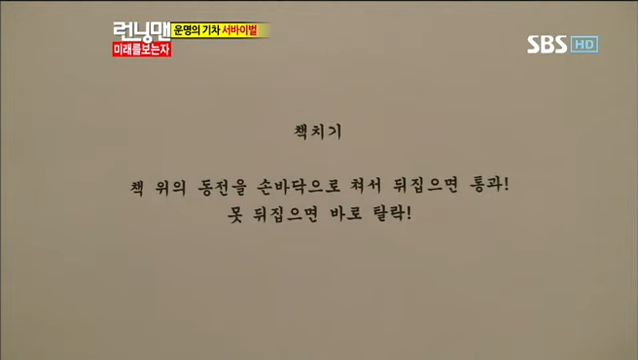 런닝맨 운명의 기차 서바이벌
미래를보는자
SBS HD
책치기
책 위의 동전을 손바닥으로 쳐서 뒤집으면 통과!
못 뒤집으면 바로 탈락!